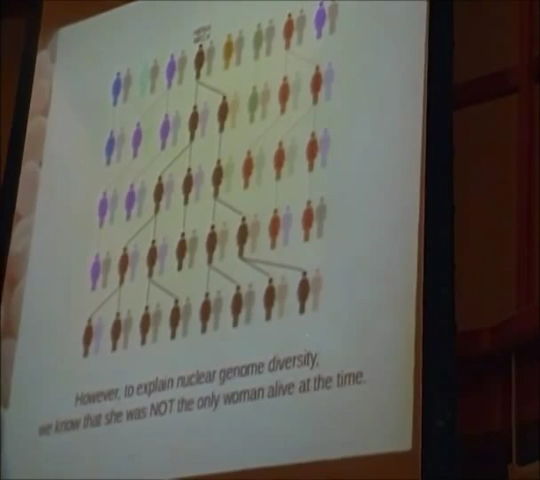 However, to explain nuclear genome diversity,
we know that she was NOT the only woman alive at the time.